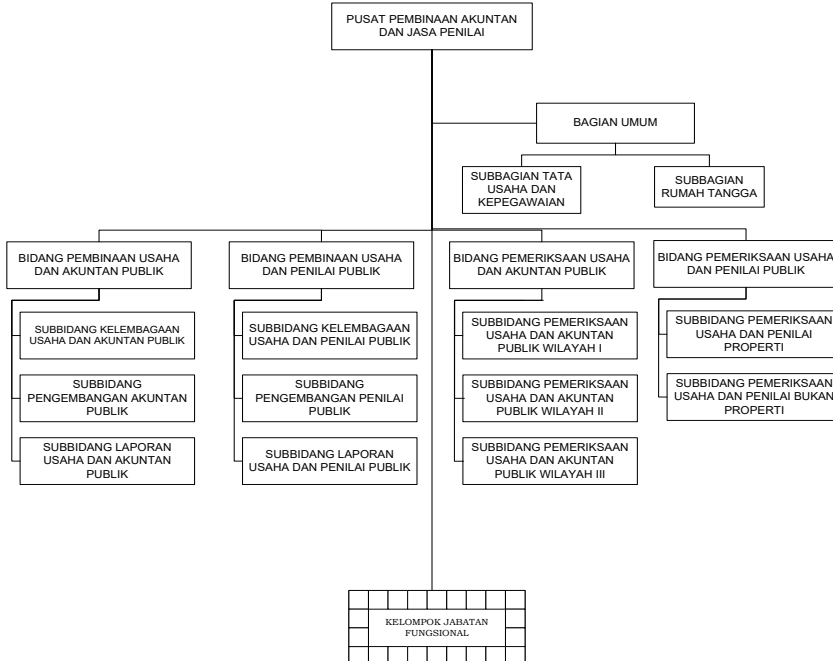 PUSAT PEMBINAAN AKUNTAN
DAN JASA PENILAI
BAGIAN UMUM
SUBBAGIAN TATA
USAHA DAN
KEPEGAWAIAN
SUBBAGIAN
RUMAH TANGGA
BIDANG PEMBINAAN USAHA
DAN AKUNTAN PUBLIK
SUBBIDANG KELEMBAGAAN
USAHA DAN AKUNTAN PUBLIK
SUBBIDANG
PENGEMBANGAN AKUNTAN
PUBLIK
SUBBIDANG LAPORAN
USAHA DAN AKUNTAN
PUBLIK
BIDANG PEMBINAAN USAHA
DAN PENILAI PUBLIK
SUBBIDANG KELEMBAGAAN
USAHA DAN PENILAI PUBLIK
SUBBIDANG
PENGEMBANGAN PENILAI
PUBLIK
SUBBIDANG LAPORAN
USAHA DAN PENILAI PUBLIK
BIDANG PEMERIKSAAN USAHA
DAN AKUNTAN PUBLIK
SUBBIDANG PEMERIKSAAN
USAHA DAN AKUNTAN
PUBLIK WILAYAH I
SUBBIDANG PEMERIKSAAN
USAHA DAN AKUNTAN
PUBLIK WILAYAH II
SUBBIDANG PEMERIKSAAN
USAHA DAN AKUNTAN
PUBLIK WILAYAH III
BIDANG PEMERIKSAAN USAHA
DAN PENILAI PUBLIK
SUBBIDANG PEMERIKSAAN
USAHA DAN PENILAI
PROPERTI
SUBBIDANG PEMERIKSAAN
USAHA DAN PENILAI BUKAN
PROPERTI
KELOMPOK JABATAN
FUNGSIONAL